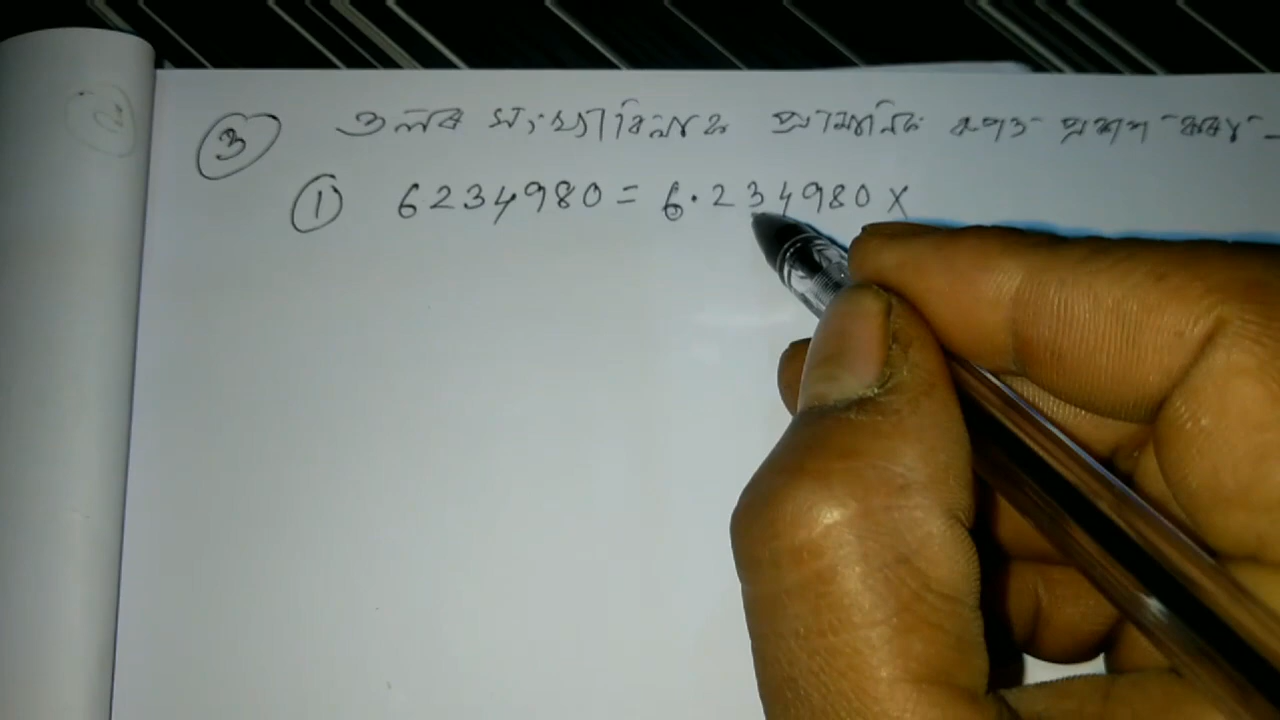 ③ তলৰ সংখ্যাবিলাক প্ৰামানিক ৰূপত প্ৰকাশ কৰা -
① 6234980 = 6.234980 X